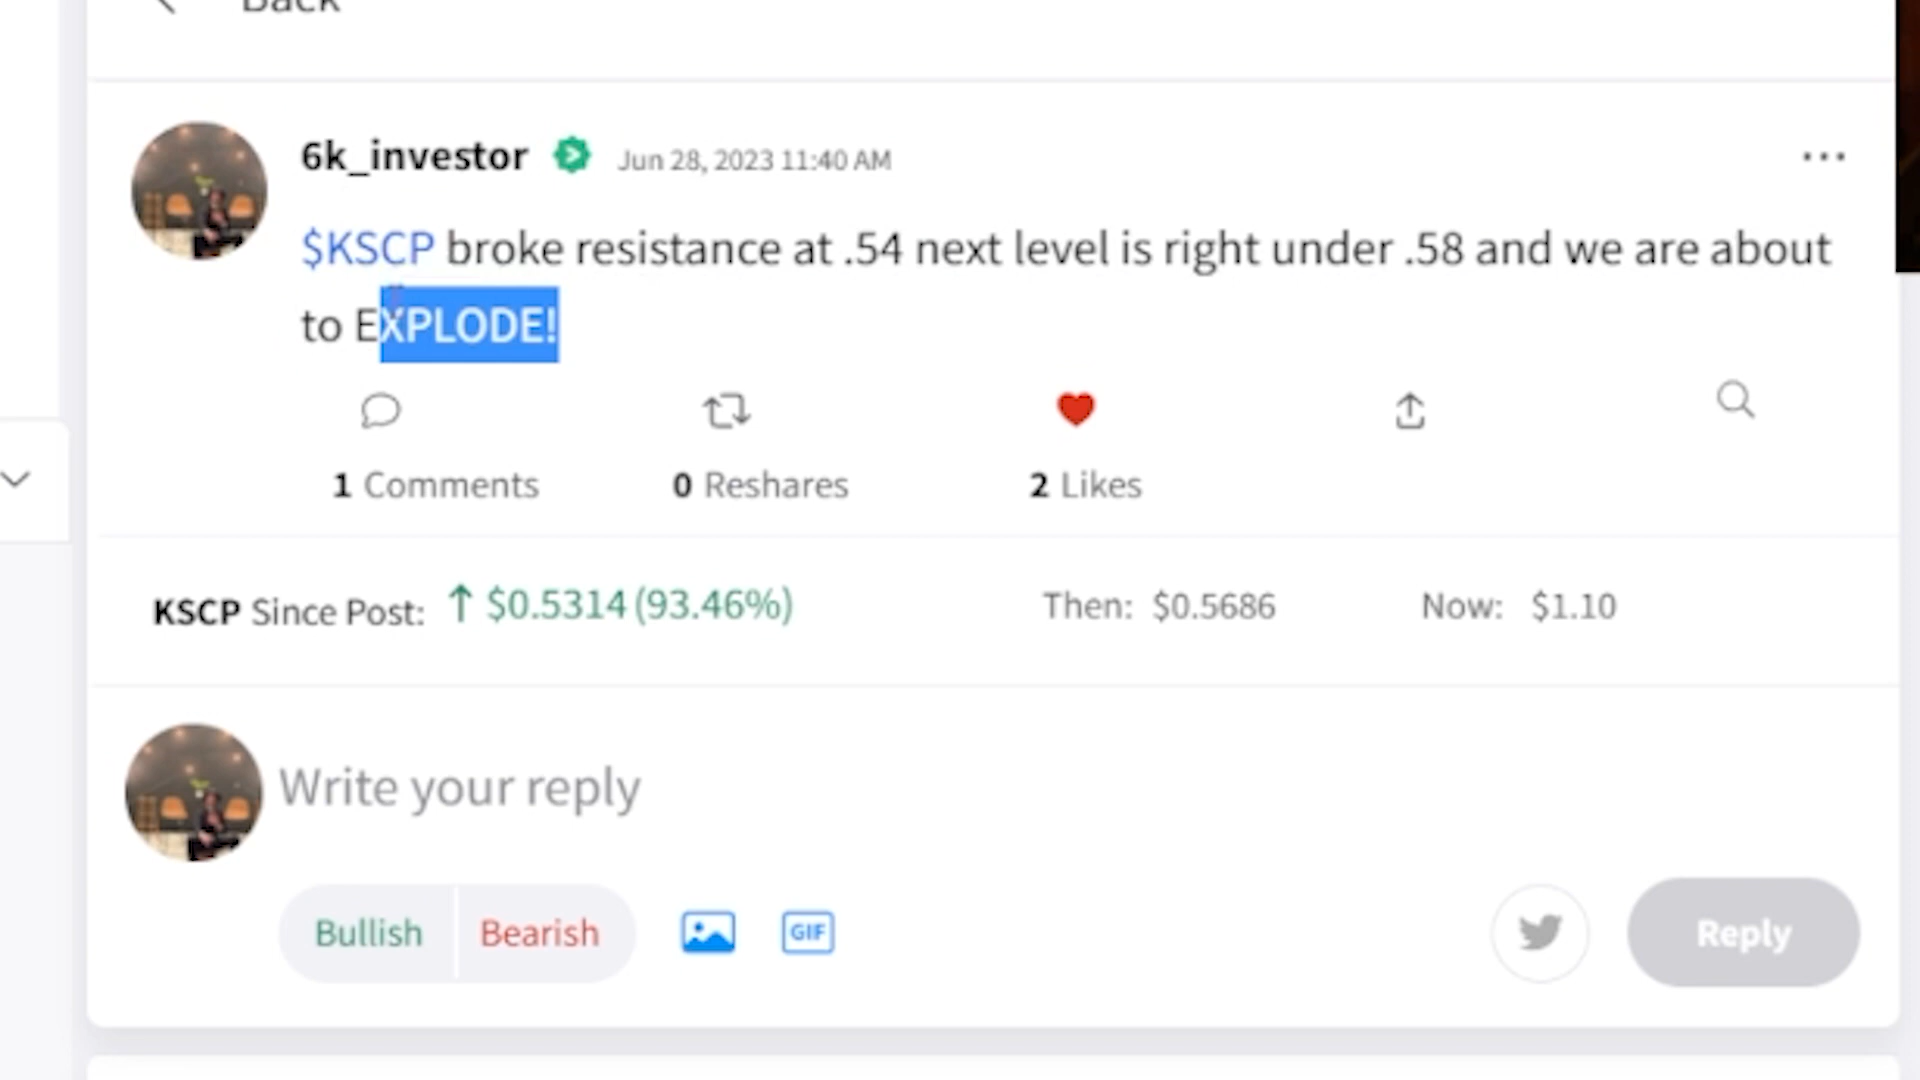 Back
6k_investor Jun 28, 2023 11:40 AM
$KSCP broke resistance at .54 next level is right under .58 and we are about
to EXPLODE!
1 Comments 0 Reshares 2 Likes
KSCP Since Post: ↑ $0.5314 (93.46%) Then: $0.5686 Now: $1.10
Write your reply
Bullish Bearish GIF Reply